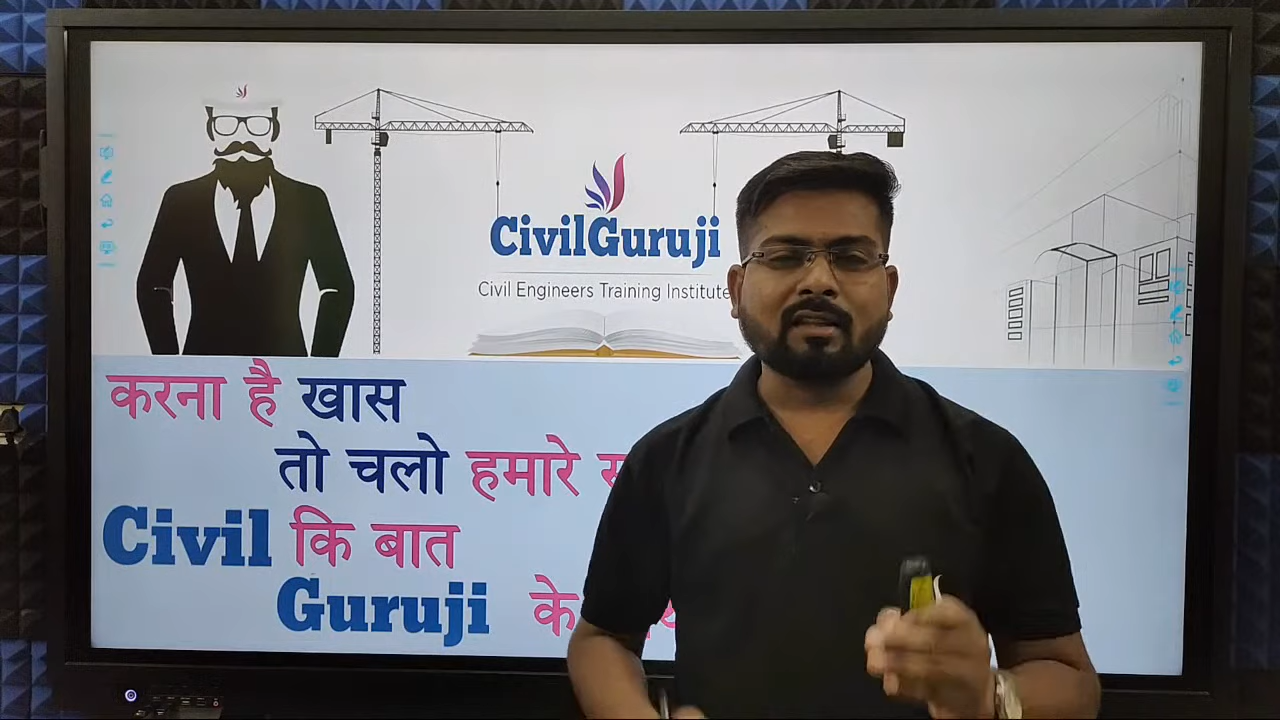 CivilGuruji
Civil Engineers Training Institute
करना है खास
तो चलो हमारे
Civil कि बात
Guruji के